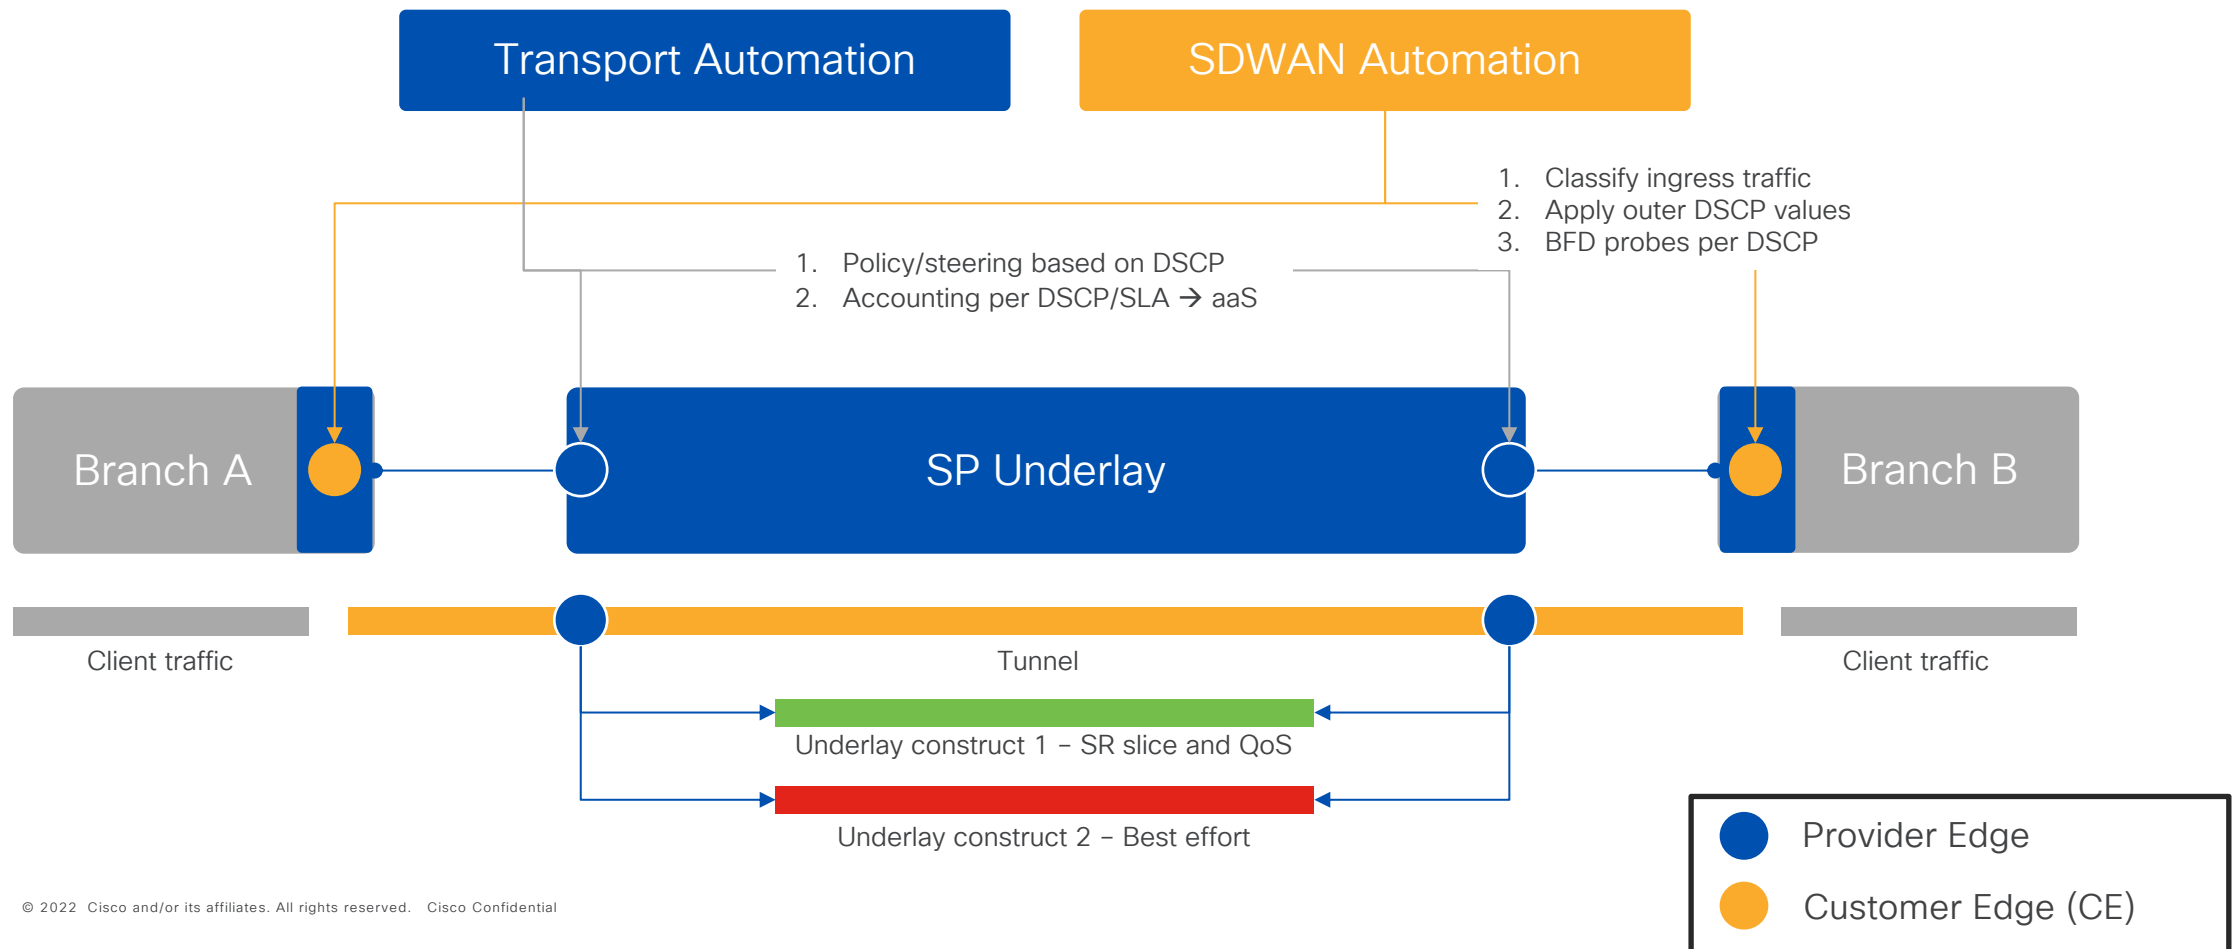 Transport Automation
SDWAN Automation
1. Classify ingress traffic
2. Apply outer DSCP values
3. BFD probes per DSCP
1. Policy/steering based on DSCP
2. Accounting per DSCP/SLA → aaS
Branch A
SP Underlay
Branch B
Client traffic
Tunnel
Client traffic
Underlay construct 1 – SR slice and QoS
Underlay construct 2 – Best effort
Provider Edge
Customer Edge (CE)
© 2022 Cisco and/or its affiliates. All rights reserved. Cisco Confidential